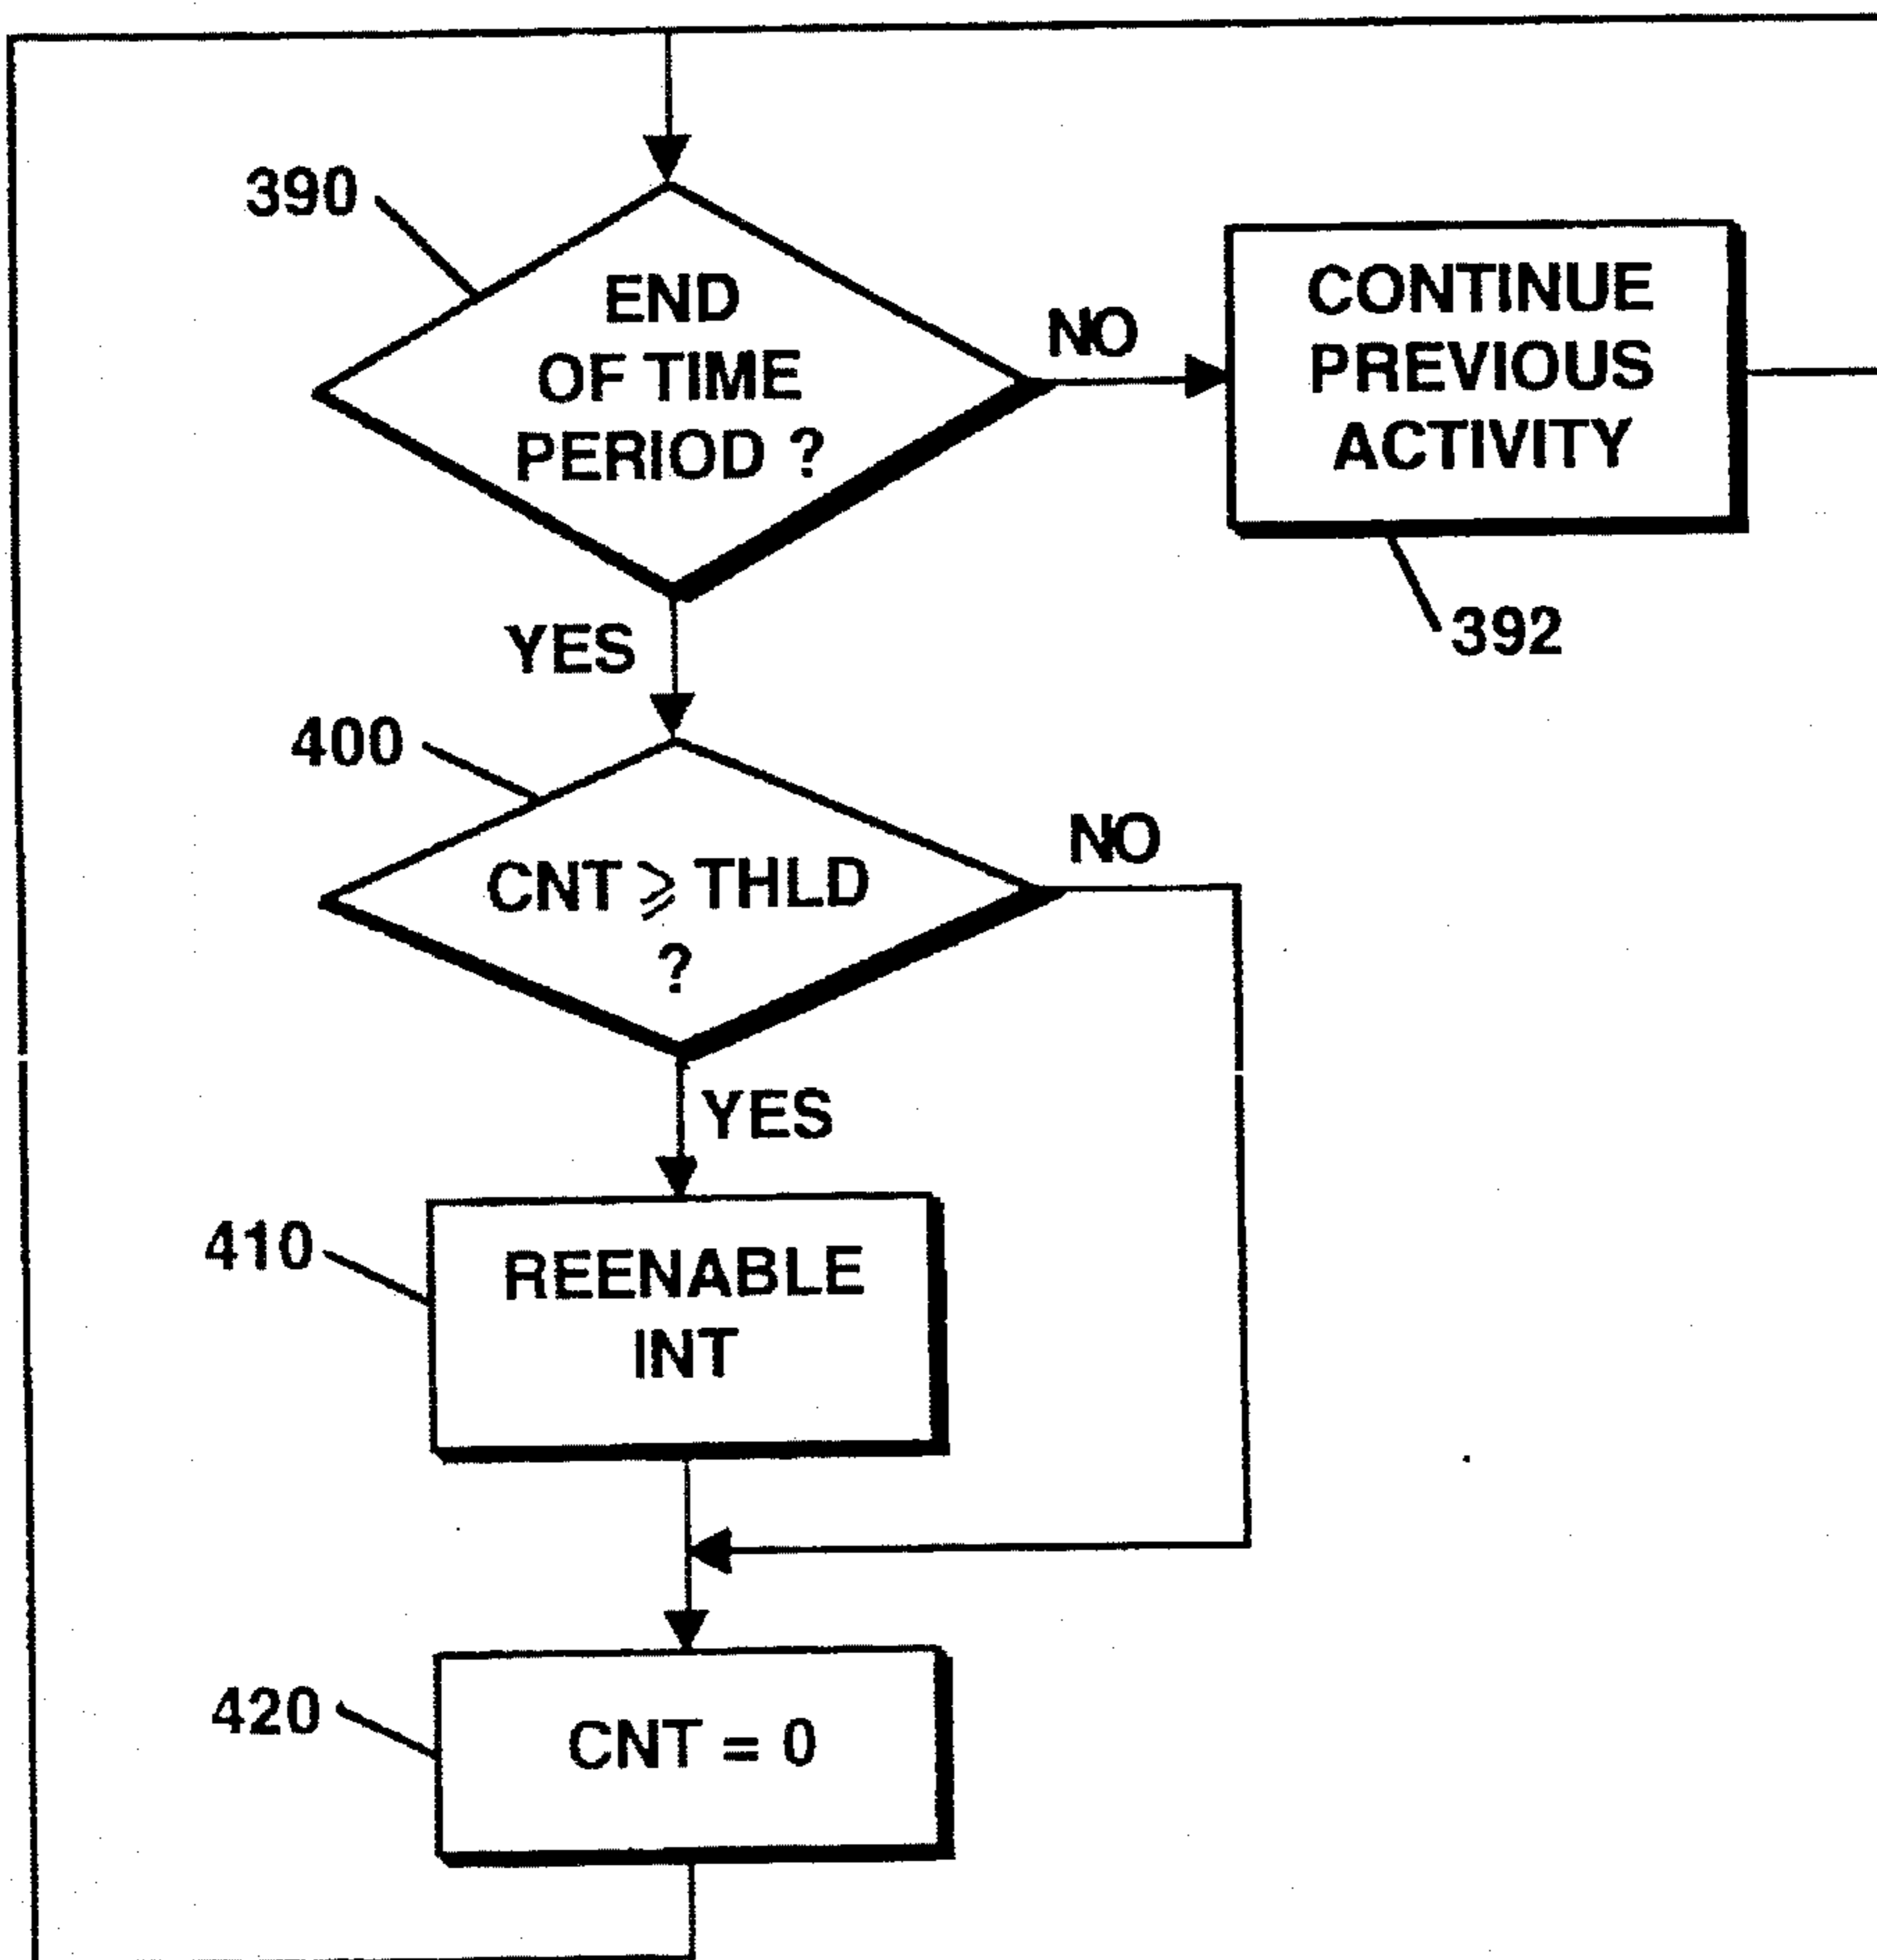 390
END
OF TIME
PERIOD ?
NO
CONTINUE
PREVIOUS
ACTIVITY
392
YES
400
CNT ⩾ THLD
?
NO
YES
410
REENABLE
INT
420
CNT = 0